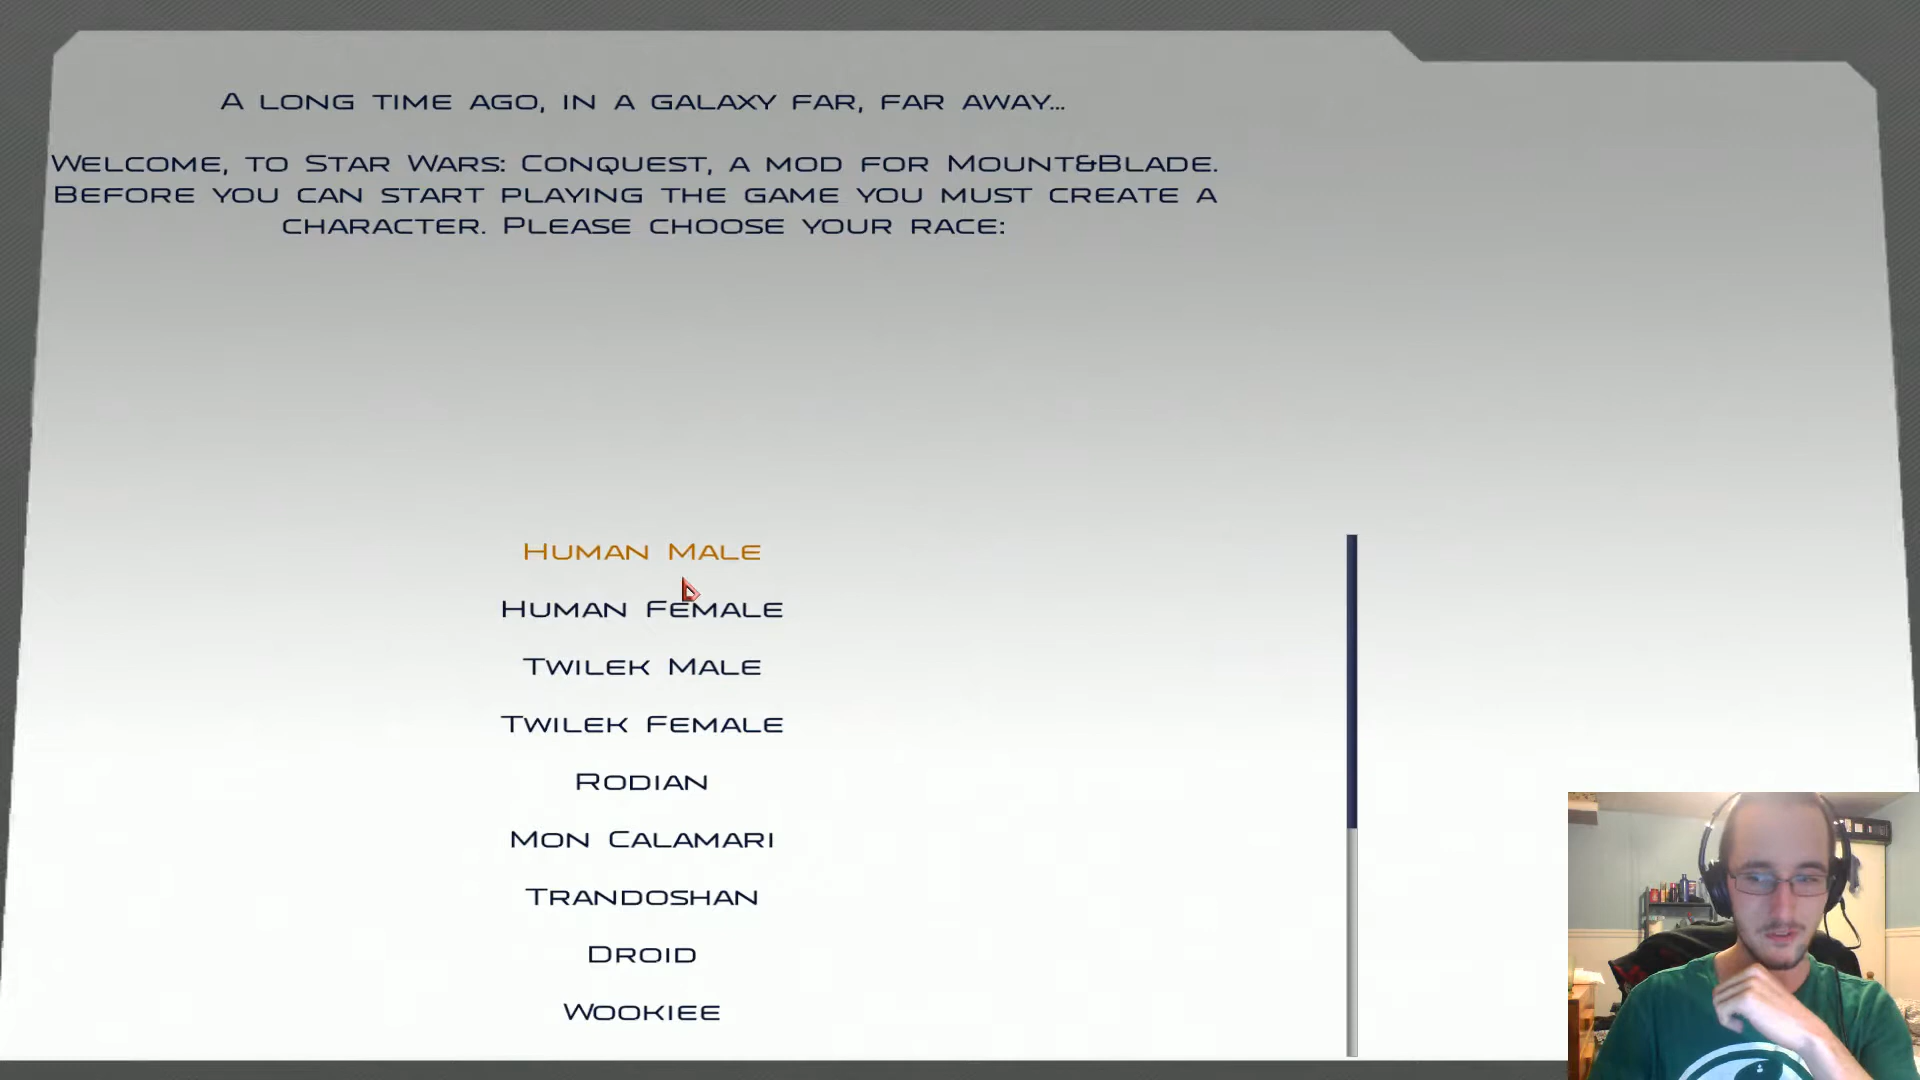 A long time ago, in a galaxy far, far away...
Welcome, to Star Wars: Conquest, a mod for Mount&Blade.
Before you can start playing the game you must create a
character. Please choose your race:
Human Male
Human Female
Twilek Male
Twilek Female
Rodian
Mon Calamari
Trandoshan
Droid
Wookiee